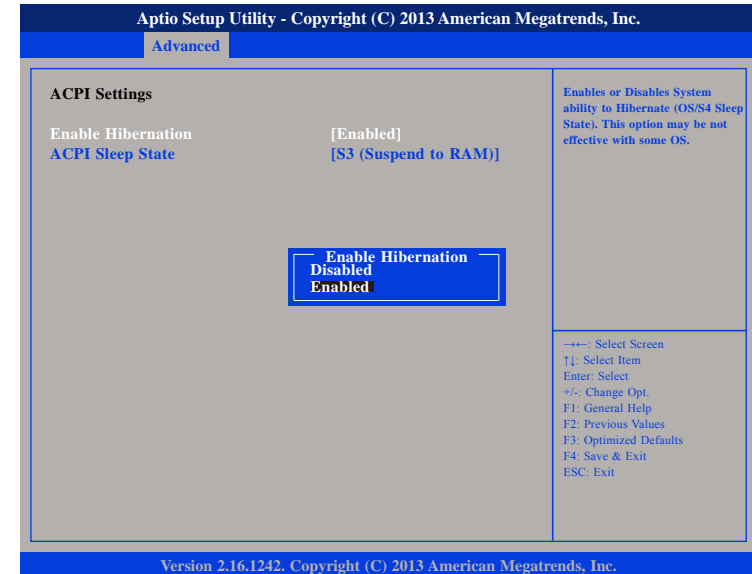 Aptio Setup Utility - Copyright (C) 2013 American Megatrends, Inc.
Advanced
ACPI Settings
Enable Hibernation [Enabled]
ACPI Sleep State [S3 (Suspend to RAM)]
Enable Hibernation
Disabled
Enabled
Enables or Disables System
ability to Hibernate (OS/S4 Sleep
State). This option may be not
effective with some OS.
→←: Select Screen
↑↓: Select Item
Enter: Select
+/-: Change Opt.
F1: General Help
F2: Previous Values
F3: Optimized Defaults
F4: Save & Exit
ESC: Exit
Version 2.16.1242. Copyright (C) 2013 American Megatrends, Inc.